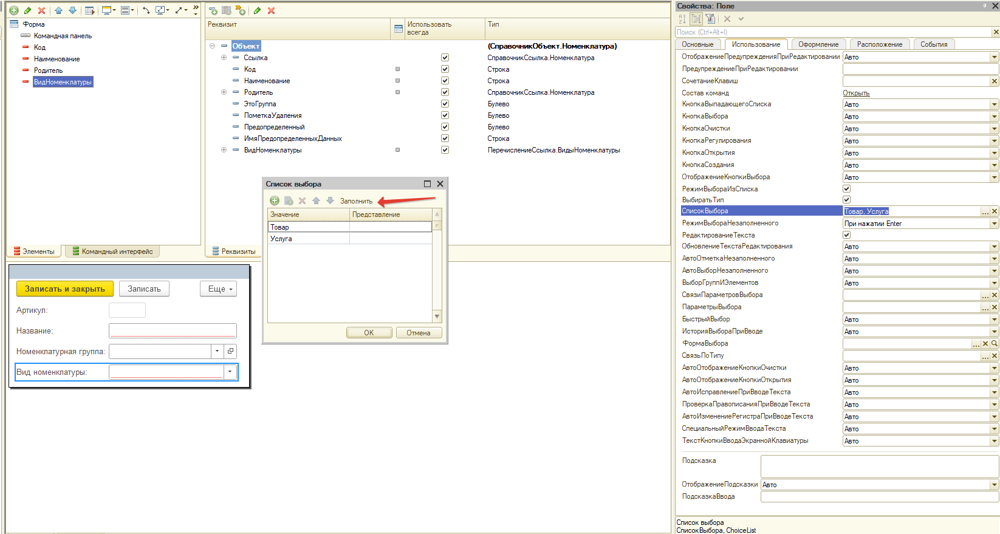 Форма
Командная панель
Код
Наименование
Родитель
ВидНоменклатуры
Элементы
Командный интерфейс
Реквизит
Использовать
всегда
Тип
Объект
(СправочникОбъект.Номенклатура)
Ссылка
СправочникСсылка.Номенклатура
Код
Строка
Наименование
Строка
Родитель
СправочникСсылка.Номенклатура
ЭтоГруппа
Булево
ПометкаУдаления
Булево
Предопределенный
Булево
ИмяПредопределенныхДанных
Строка
ВидНоменклатуры
ПеречислениеСсылка.ВидыНоменклатуры
Реквизиты
Список выбора
Заполнить
Значение
Представление
Товар
Услуга
OK
Отмена
Записать и закрыть
Записать
Еще
Артикул:
Название:
Номенклатурная группа:
Вид номенклатуры:
Свойства: Поле
Поиск (Ctrl+Alt+I)
Основные
Использование
Оформление
Расположение
События
ОтображениеПредупрежденияПриРедактировании
Авто
ПредупреждениеПриРедактировании
СочетаниеКлавиш
Состав команд
Открыть
КнопкаВыпадающегоСписка
Авто
КнопкаВыбора
Авто
КнопкаОчистки
Авто
КнопкаРегулирования
Авто
КнопкаОткрытия
Авто
КнопкаСоздания
Авто
ОтображениеКнопкиВыбора
Авто
РежимВыбораИзСписка
ВыбиратьТип
СписокВыбора
Товар, Услуга
РежимВыбораНезаполненного
При нажатии Enter
РедактированиеТекста
ОбновлениеТекстаРедактирования
Авто
АвтоОтметкаНезаполненного
Авто
АвтоВыборНезаполненного
Авто
ВыборГруппИЭлементов
Авто
СвязиПараметровВыбора
ПараметрыВыбора
БыстрыйВыбор
Авто
ИсторияВыбораПриВводе
Авто
ФормаВыбора
СвязьПоТипу
АвтоОтображениеКнопкиОчистки
Авто
АвтоОтображениеКнопкиОткрытия
Авто
АвтоИсправлениеПриВводеТекста
Авто
ПроверкаПравописанияПриВводеТекста
Авто
АвтоИзменениеРегистраПриВводеТекста
Авто
СпециальныйРежимВводаТекста
Авто
ТекстКнопкиВводаЭкраннойКлавиатуры
Авто
Подсказка
ОтображениеПодсказки
Авто
ПодсказкаВвода
Список выбора
СписокВыбора, ChoiceList